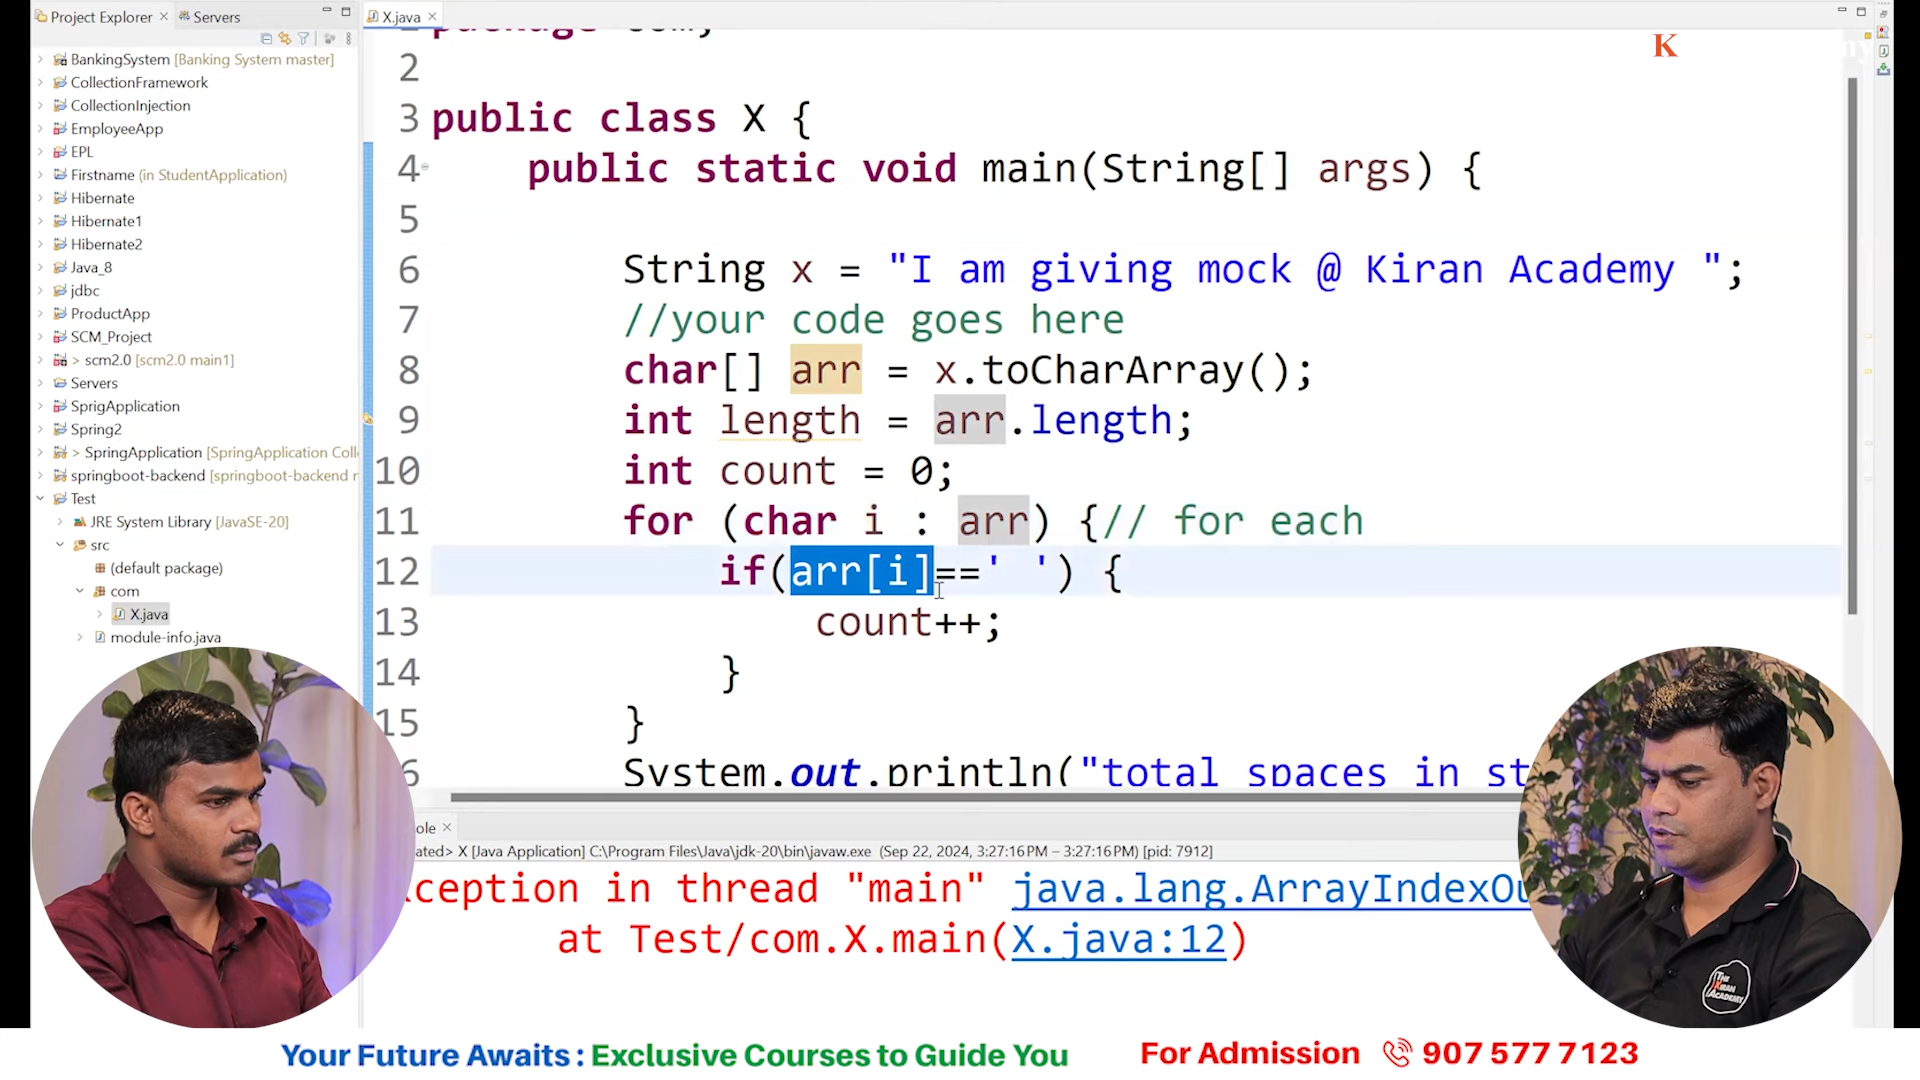 Project Explorer
Servers
BankingSystem [Banking System master]
CollectionFramework
CollectionInjection
EmployeeApp
EPL
Firstname (in StudentApplication)
Hibernate
Hibernate1
Hibernate2
Java_8
jdbc
ProductApp
SCM_Project
> scm2.0 [scm2.0 main1]
Servers
SprigApplication
Spring2
> SpringApplication [SpringApplication Coll
springboot-backend [springboot-backend r
Test
JRE System Library [JavaSE-20]
src
(default package)
com
X.java
module-info.java
X.java
K
2
3 public class X {
4 public static void main(String[] args) {
5
6 String x = "I am giving mock @ Kiran Academy ";
7 //your code goes here
8 char[] arr = x.toCharArray();
9 int length = arr.length;
10 int count = 0;
11 for (char i : arr) {// for each
12 if(arr[i]==' ') {
13 count++;
14 }
15 }
6 System.out.println("total spaces in st
ole
ated> X [Java Application] C:\Program Files\Java\jdk-20\bin\javaw.exe (Sep 22, 2024, 3:27:16 PM – 3:27:16 PM) [pid: 7912]
ception in thread "main" java.lang.ArrayIndexOu
at Test/com.X.main(X.java:12)
THE
KIRAN
ACADEMY
Your Future Awaits : Exclusive Courses to Guide You
For Admission 907 577 7123